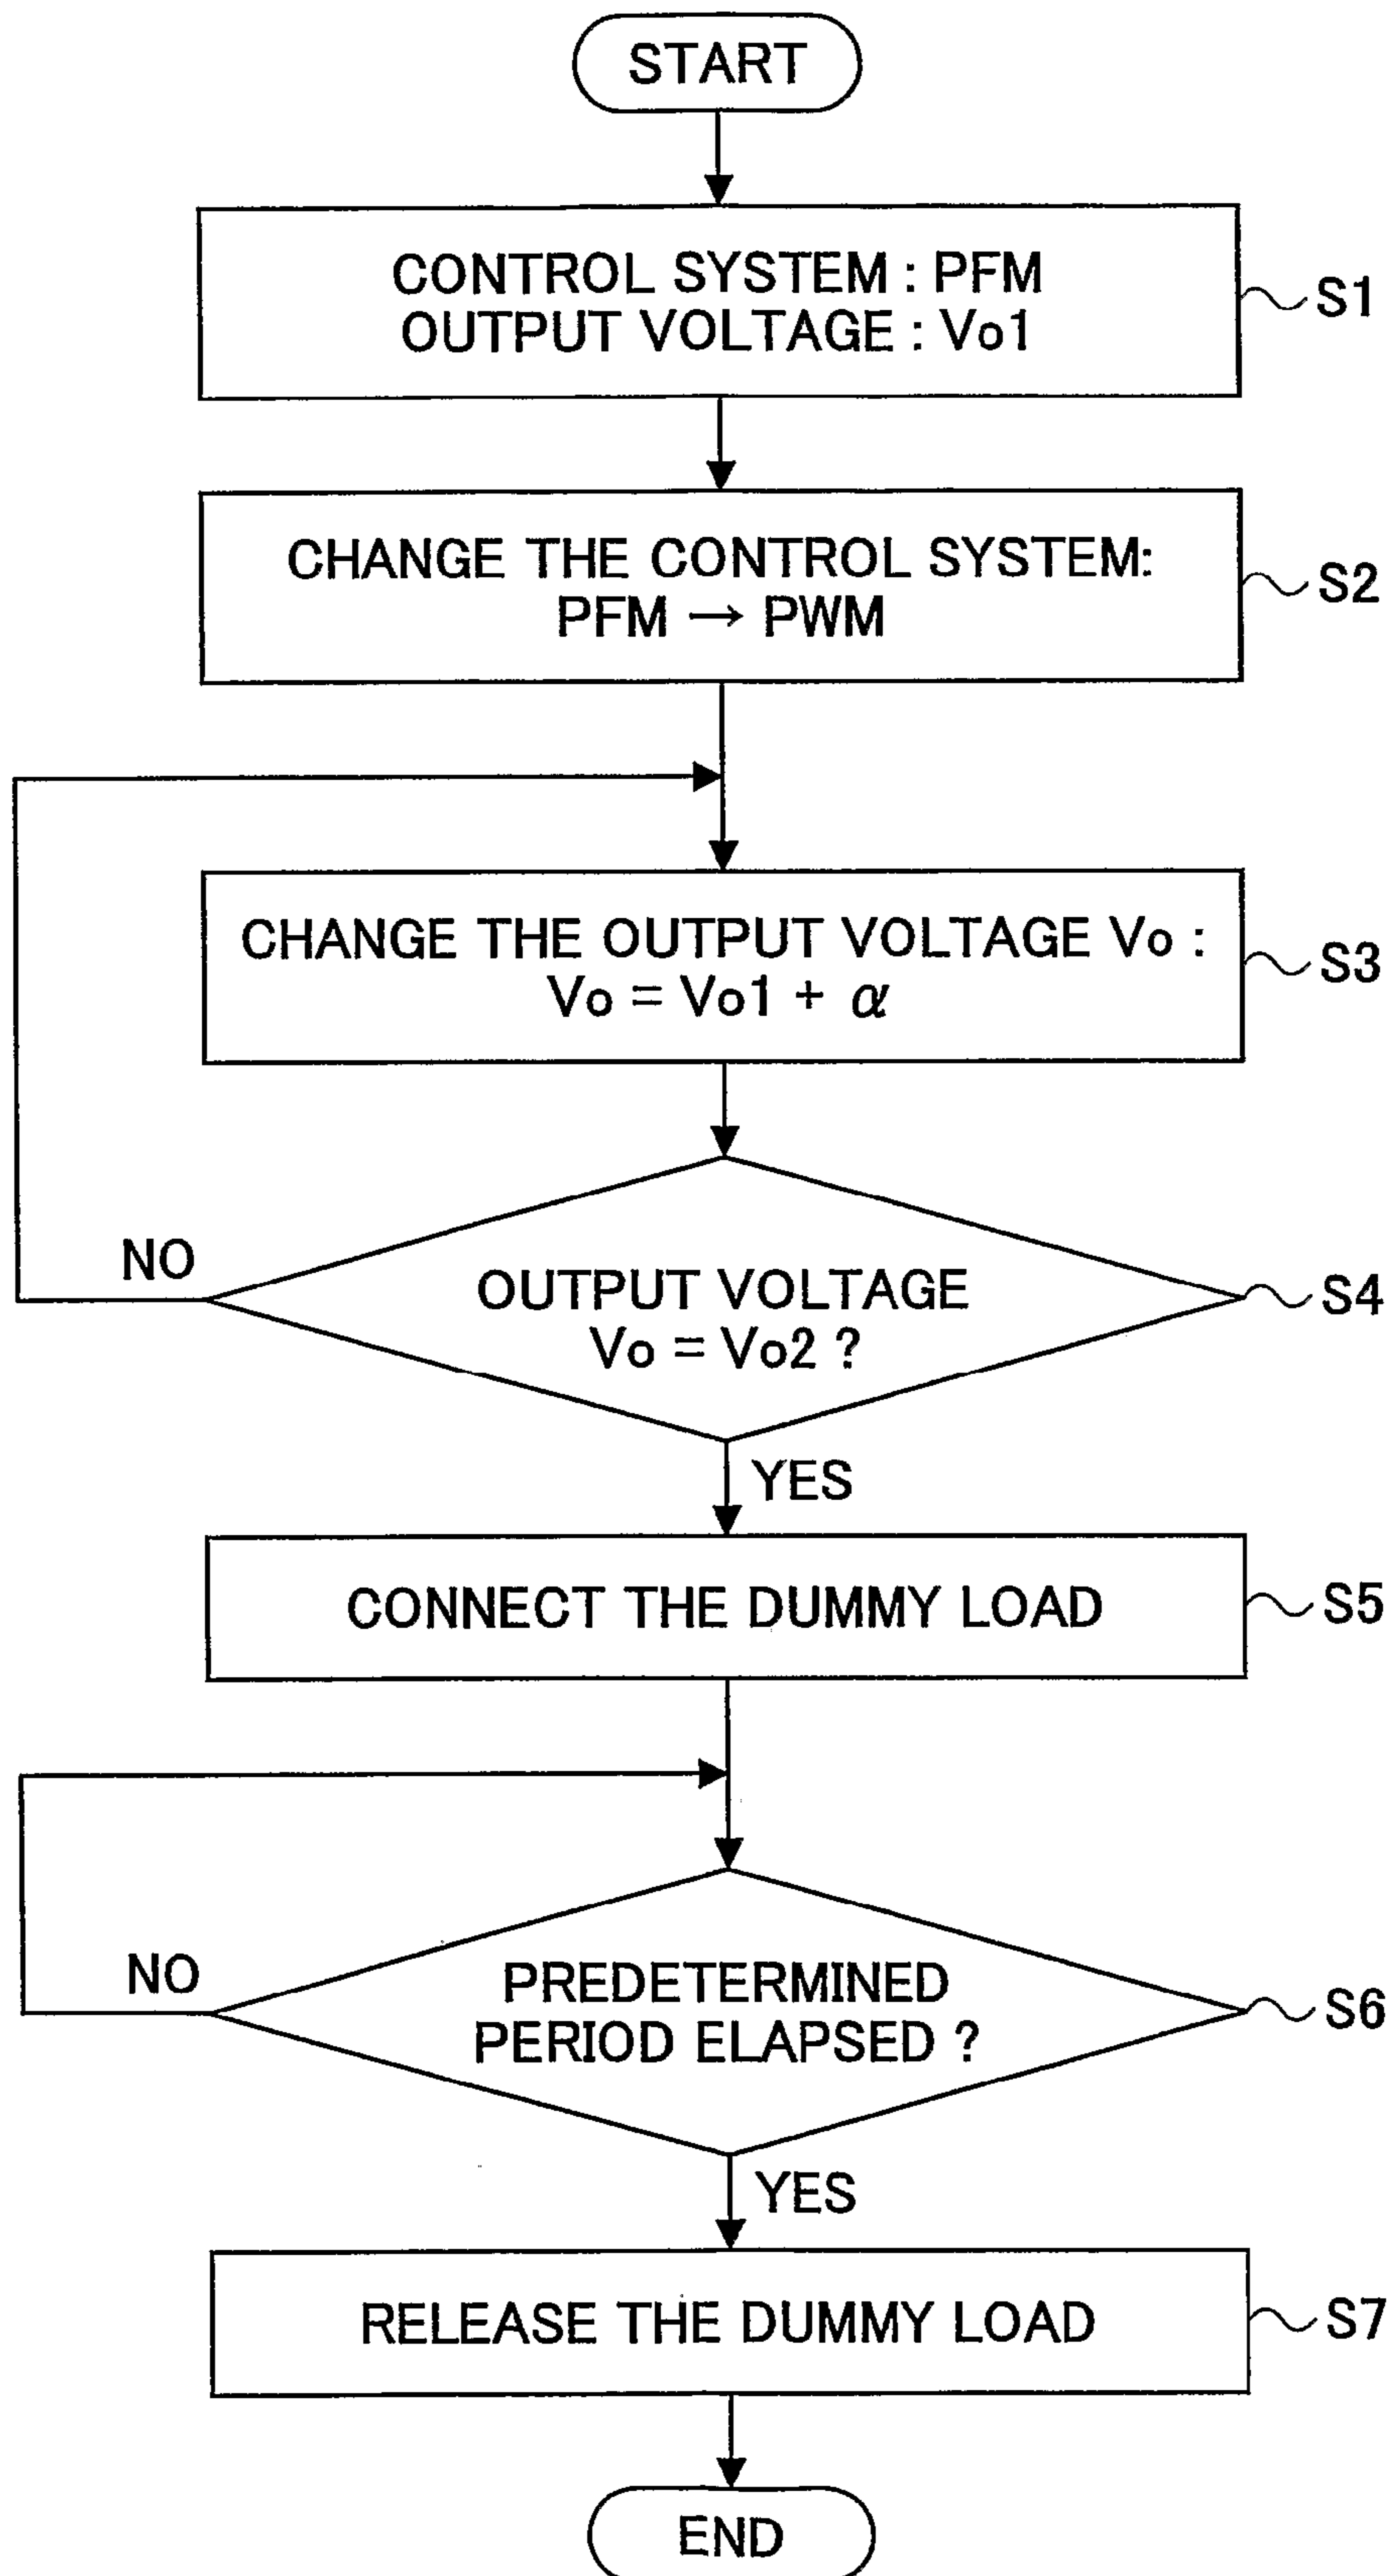 START
CONTROL SYSTEM : PFM
OUTPUT VOLTAGE : Vo1
S1
CHANGE THE CONTROL SYSTEM:
PFM → PWM
S2
CHANGE THE OUTPUT VOLTAGE Vo :
Vo = Vo1 + α
S3
NO
OUTPUT VOLTAGE
Vo = Vo2 ?
S4
YES
CONNECT THE DUMMY LOAD
S5
NO
PREDETERMINED
PERIOD ELAPSED ?
S6
YES
RELEASE THE DUMMY LOAD
S7
END